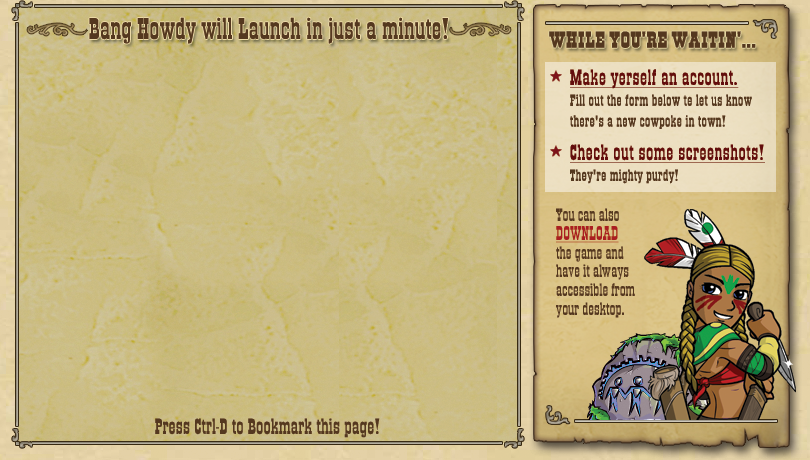 Bang Howdy will Launch in just a minute!
Press Ctrl-D to Bookmark this page!
WHILE YOU'RE WAITIN'...
Make yerself an account.
Fill out the form below to let us know
there's a new cowpoke in town!
Check out some screenshots!
They're mighty purdy!
You can also
DOWNLOAD
the game and
have it always
accessible from
your desktop.